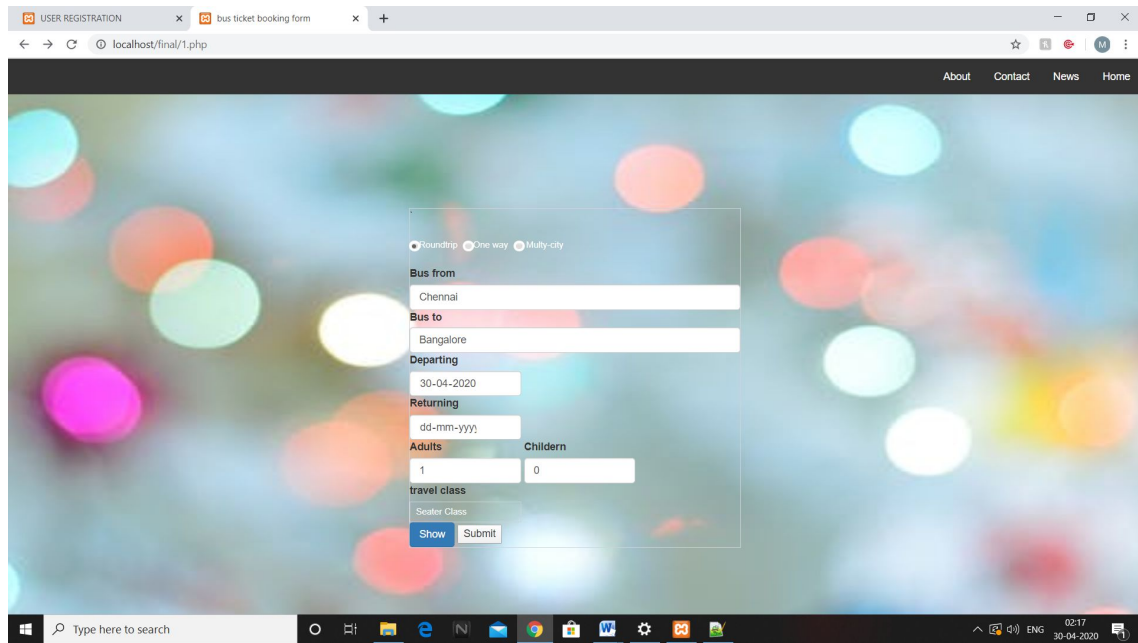 USER REGISTRATION
bus ticket booking form
localhost/final/1.php
M
About Contact News Home
Roundtrip One way Multy-city
Bus from
Chennai
Bus to
Bangalore
Departing
30-04-2020
Returning
dd-mm-yyyy
Adults Childern
1 0
travel class
Seater Class
Show Submit
Type here to search
ENG
02:17
30-04-2020